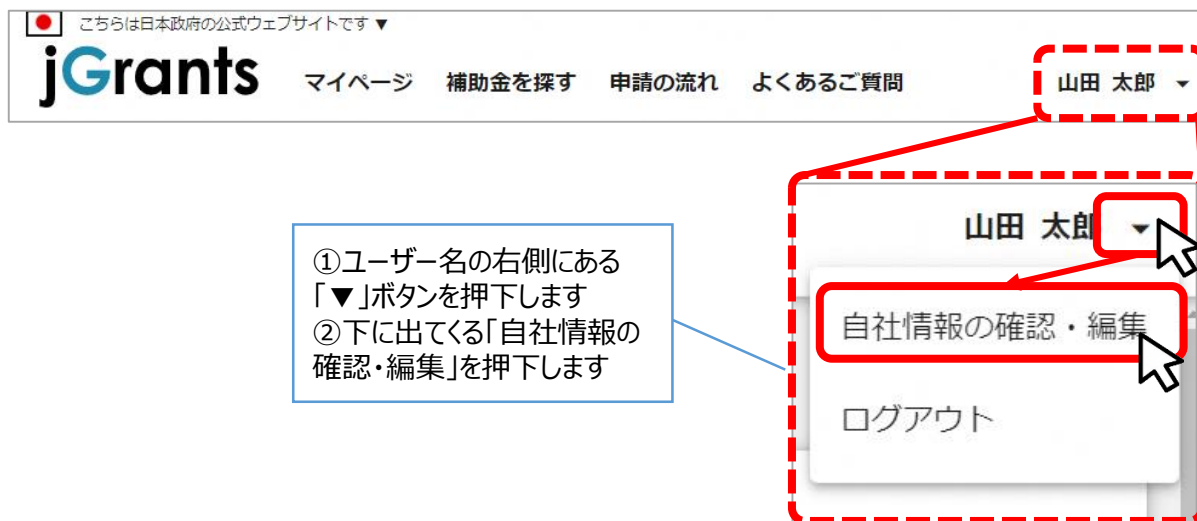 こちらは日本政府の公式ウェブサイトです ▼
jGrants マイページ 補助金を探す 申請の流れ よくあるご質問 山田 太郎 ▼
山田 太郎 ▼
①ユーザー名の右側にある
「▼」ボタンを押下します
②下に出てくる「自社情報の
確認・編集」を押下します
自社情報の確認・編集
ログアウト